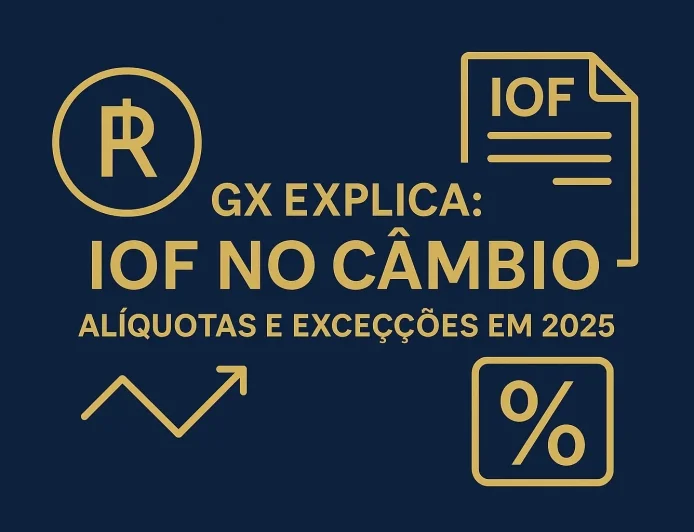 IOF
GX EXPLICA:
IOF NO CÂMBIO
ALÍQUOTAS E EXCEÇÇÕES EM 2025
%